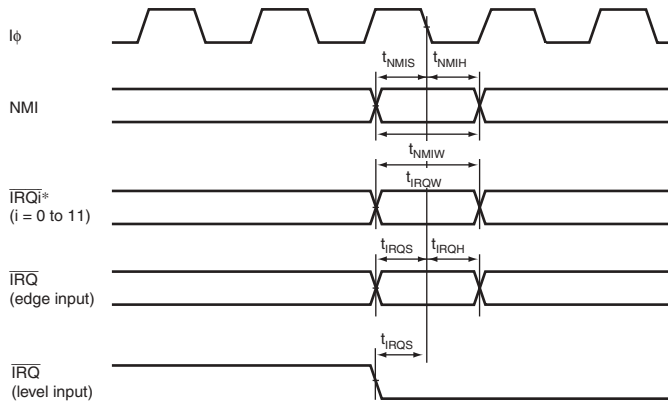 Iϕ
tNMIS tNMIH
NMI
tNMIW
IRQi*
(i = 0 to 11)
tIRQW
tIRQS tIRQH
IRQ
(edge input)
tIRQS
IRQ
(level input)